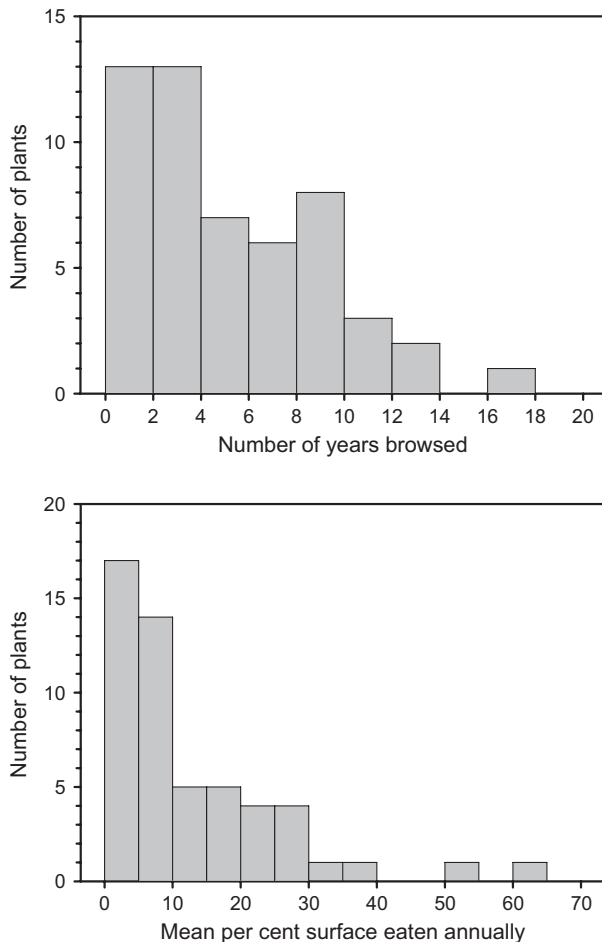 15
10
5
0
Number of plants
0 2 4 6 8 10 12 14 16 18 20
Number of years browsed
20
15
10
5
0
Number of plants
0 10 20 30 40 50 60 70
Mean per cent surface eaten annually